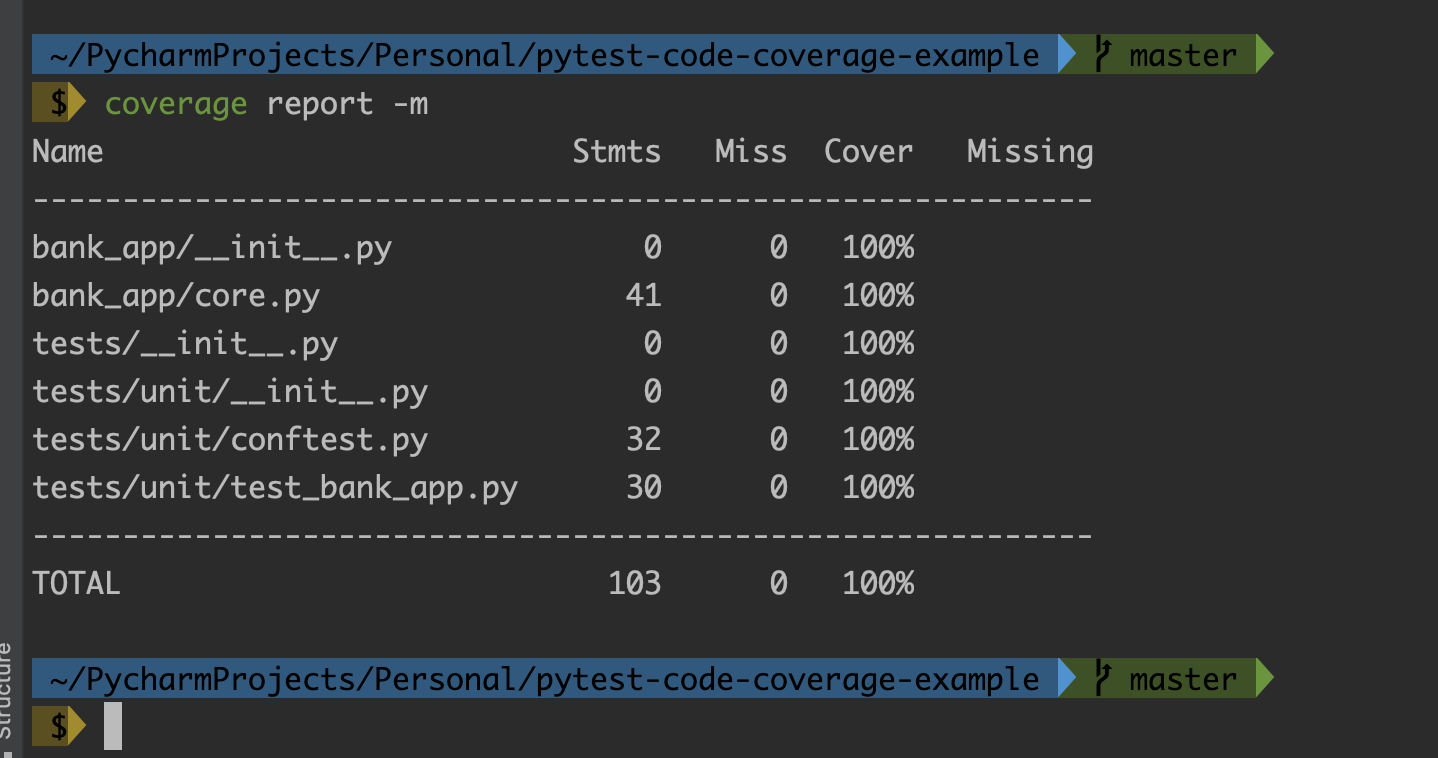 ~/PycharmProjects/Personal/pytest-code-coverage-example master
$ coverage report -m
Name Stmts Miss Cover Missing
-----------------------------------------------------------
bank_app/__init__.py 0 0 100%
bank_app/core.py 41 0 100%
tests/__init__.py 0 0 100%
tests/unit/__init__.py 0 0 100%
tests/unit/conftest.py 32 0 100%
tests/unit/test_bank_app.py 30 0 100%
-----------------------------------------------------------
TOTAL 103 0 100%
~/PycharmProjects/Personal/pytest-code-coverage-example master
$
Structure